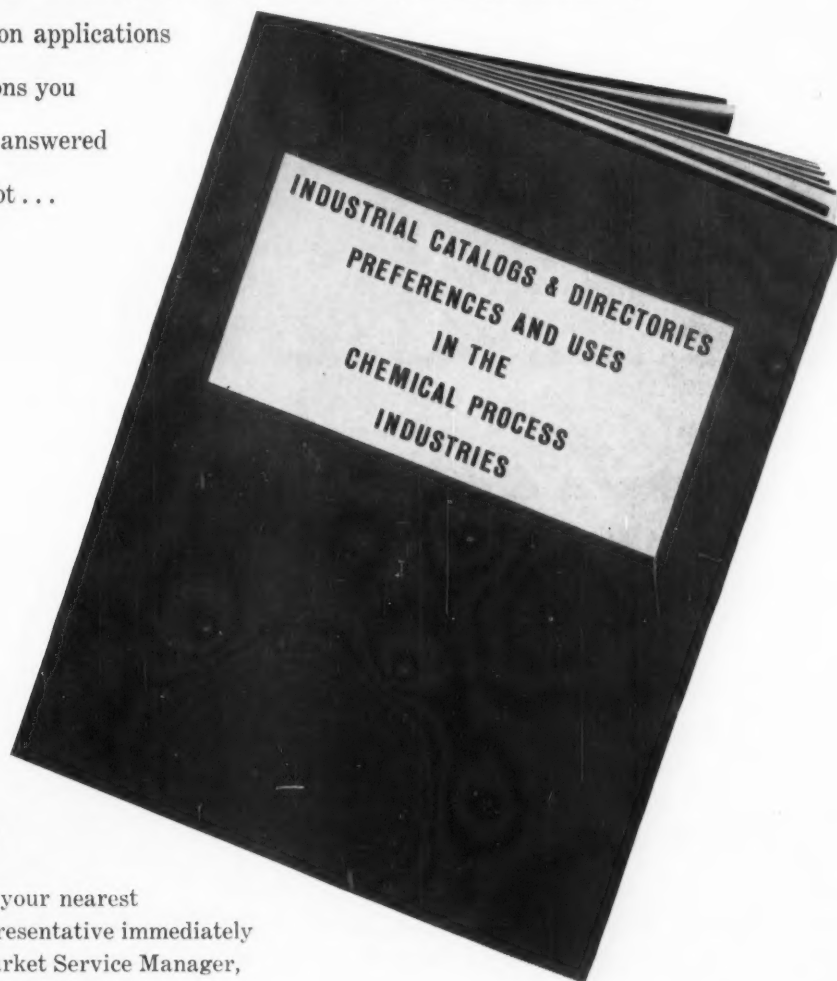 on applications
ons you
answered
ot ...
INDUSTRIAL CATALOGS & DIRECTORIES
PREFERENCES AND USES
IN THE
CHEMICAL PROCESS
INDUSTRIES
your nearest
resentative immediately
rket Service Manager,